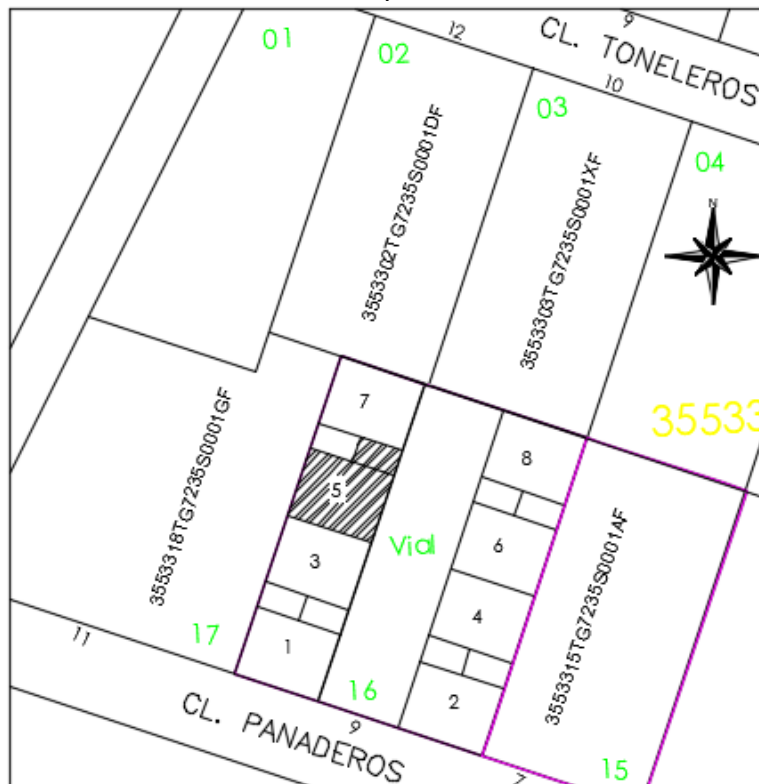 9
12
CL. TONELEROS
01
02
10
03
04
N
3553302TG7235S0001DF
3553303TG7235S0001XF
35533
7
8
3553318TG7235S0001GF
5
Vial
6
3553315TG7235S0001AF
3
4
11
17
1
16
2
CL. PANADEROS
9
7
15